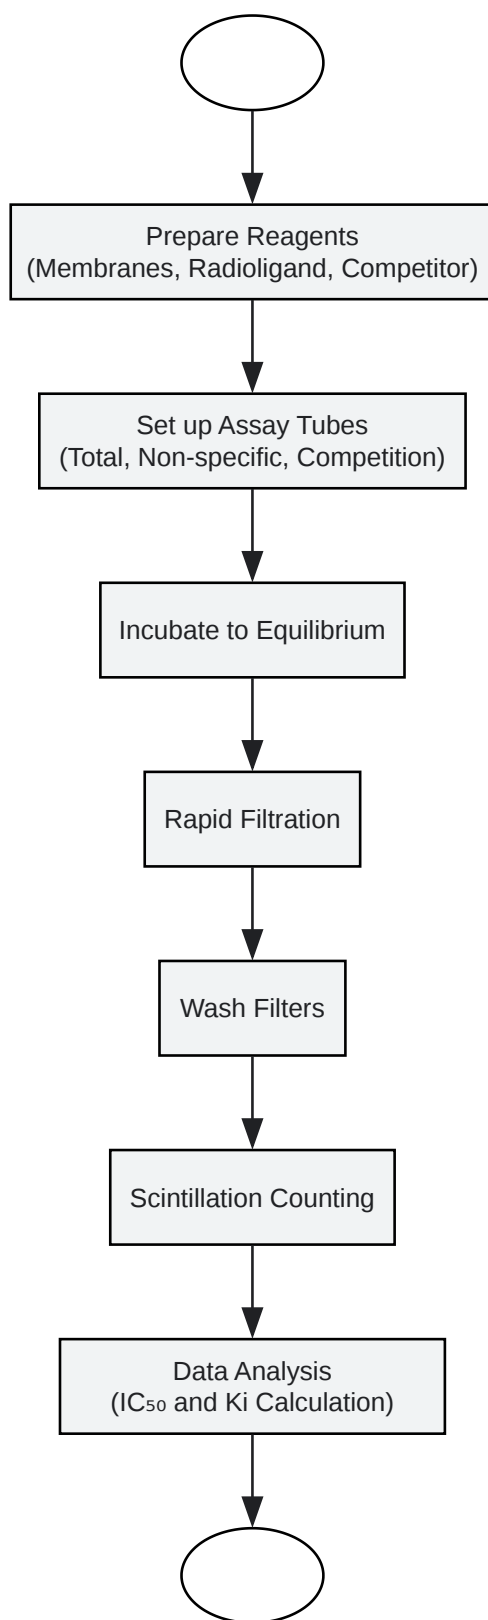 Prepare Reagents
(Membranes, Radioligand, Competitor)
Set up Assay Tubes
(Total, Non-specific, Competition)
Incubate to Equilibrium
Rapid Filtration
Wash Filters
Scintillation Counting
Data Analysis
(IC₅₀ and Ki Calculation)